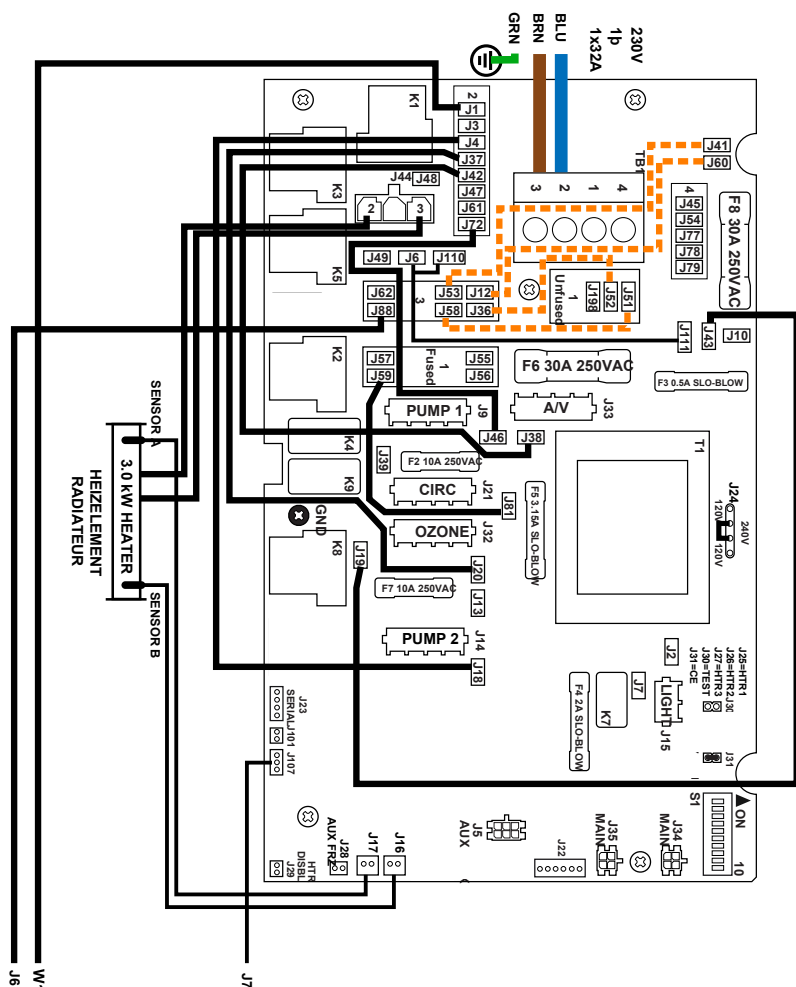 230V
1p
1x32A
BLU
BRN
GRN
TB1
3
2
1
4
J41
J60
4
J45
J54
J77
J78
J79
F8 30A 250VAC
2
J1
J3
J4
J37
J42
J47
J61
J72
K1
K3
K5
K2
K4
K9
K8
J44
J48
2
3
J49
J6
J110
J62
J88
3
J53
J12
J58
J36
1
Unfused
J198
J52
J51
J111
J43
J10
J57
J59
1
Fused
J55
J56
F6 30A 250VAC
F3 0.5A SLO-BLOW
PUMP 1
J9
A/V
J33
J46
J38
J39
F2 10A 250VAC
CIRC
J21
J81
F5 3.15A SLO-BLOW
OZONE
J32
T1
J24
120V
240V
120V
GND
J19
J20
F7 10A 250VAC
J13
PUMP 2
J14
J18
J2
J7
LIGHT
J15
K7
F4 2A SLO-BLOW
J25=HTR1
J26=HTR2
J27=HTR3
J30=TEST
J31=CE
J30
J31
S1
ON
10
J23
SERIAL
J101
J107
J5
AUX
J22
J35
MAIN
J34
MAIN
J16
J17
J28
AUX FRZ
J29
HTR
DISBL
SENSOR A
3.0 kW HEATER
HEIZELEMENT
RADIATEUR
SENSOR B
J6
W
J7